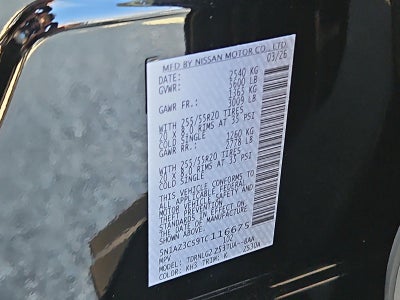 MFD BY NISSAN MOTOR CO., LTD
DATE: 03/26
GVWR: 2540 KG
5600 LB
GAWR FR.: 1365 KG
3009 LB
WITH 255/55R20 TIRES
20 X 8.0 RIMS AT 35 PSI
COLD SINGLE
GAWR RR.: 1260 KG
2778 LB
WITH 255/55R20 TIRES
20 X 8.0 RIMS AT 35 PSI
COLD SINGLE
THIS VEHICLE CONFORMS TO
ALL APPLICABLE FEDERAL
MOTOR VEHICLE SAFETY AND
THEFT PREVENTION
STANDARDS IN EFFECT ON
THE DATE OF MANUFACTURE
SHOWN ABOVE.
5N1AZ3CS9TC116675
MPV
MODEL:
COLOR: KH3 TRIM: K